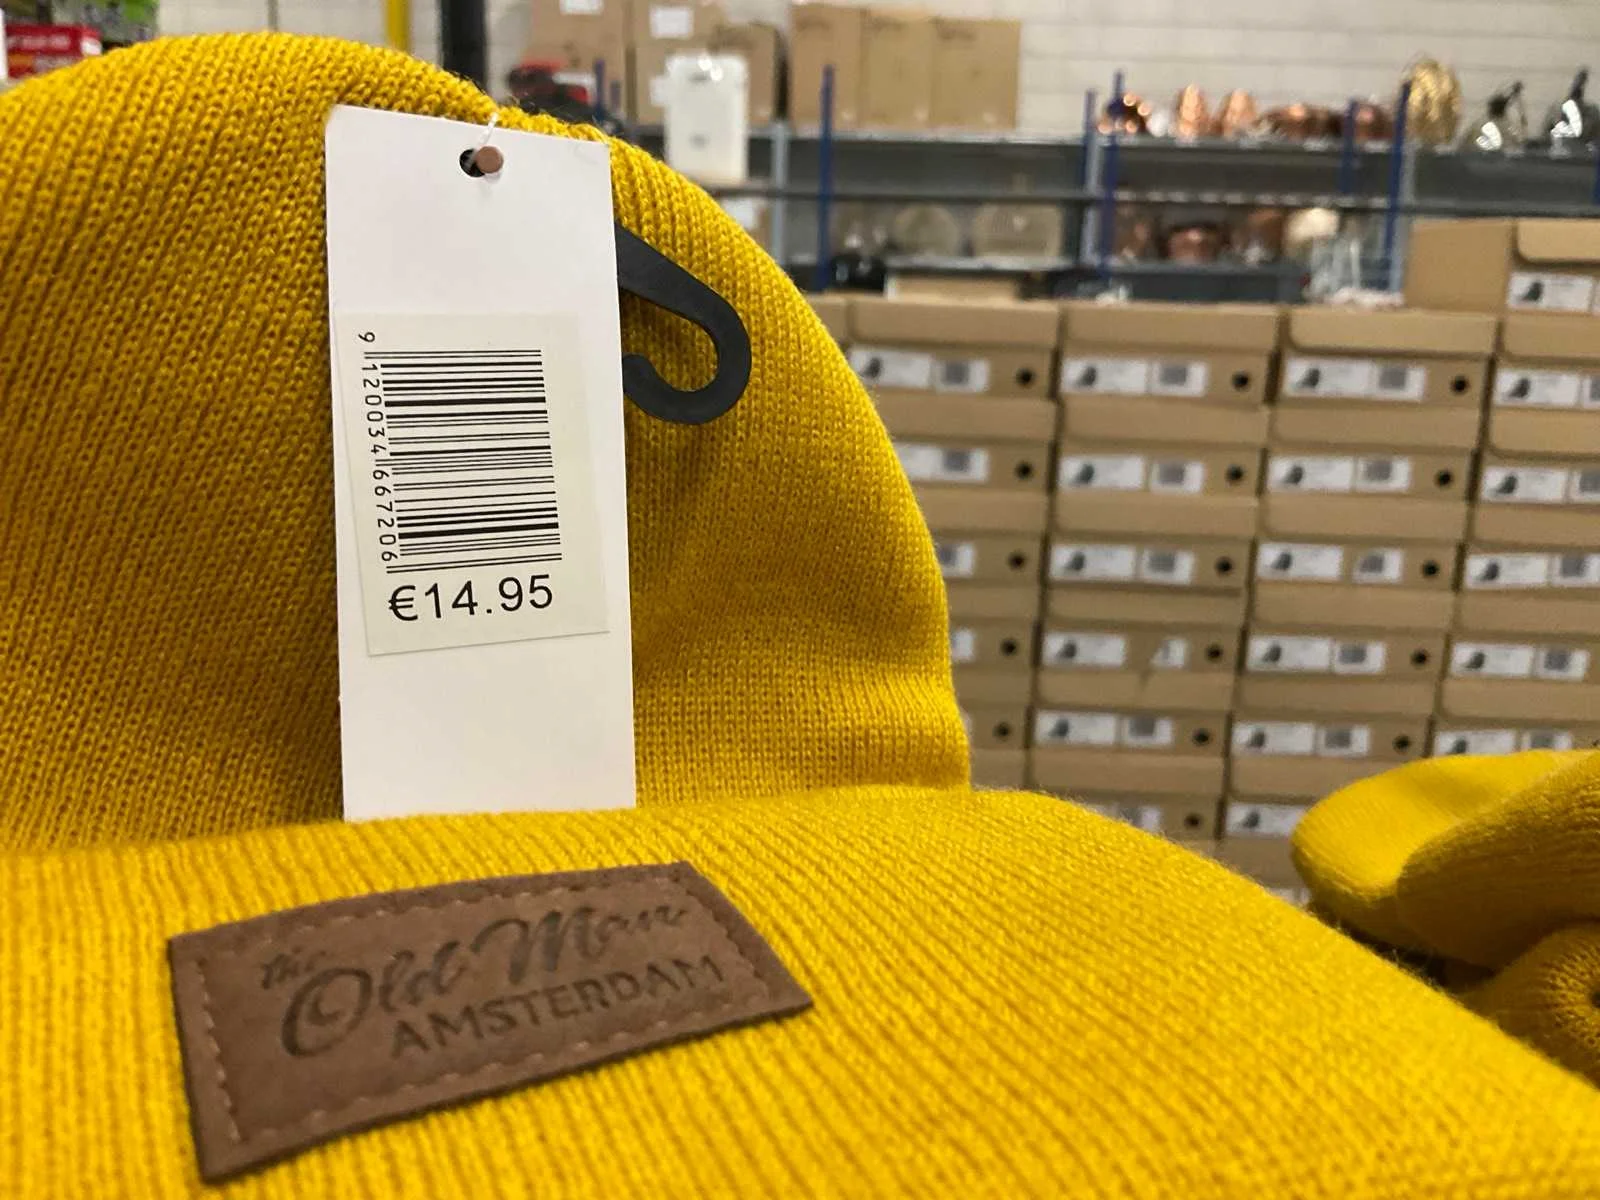 9 120034 667206
€14.95
the
Old Man
AMSTERDAM